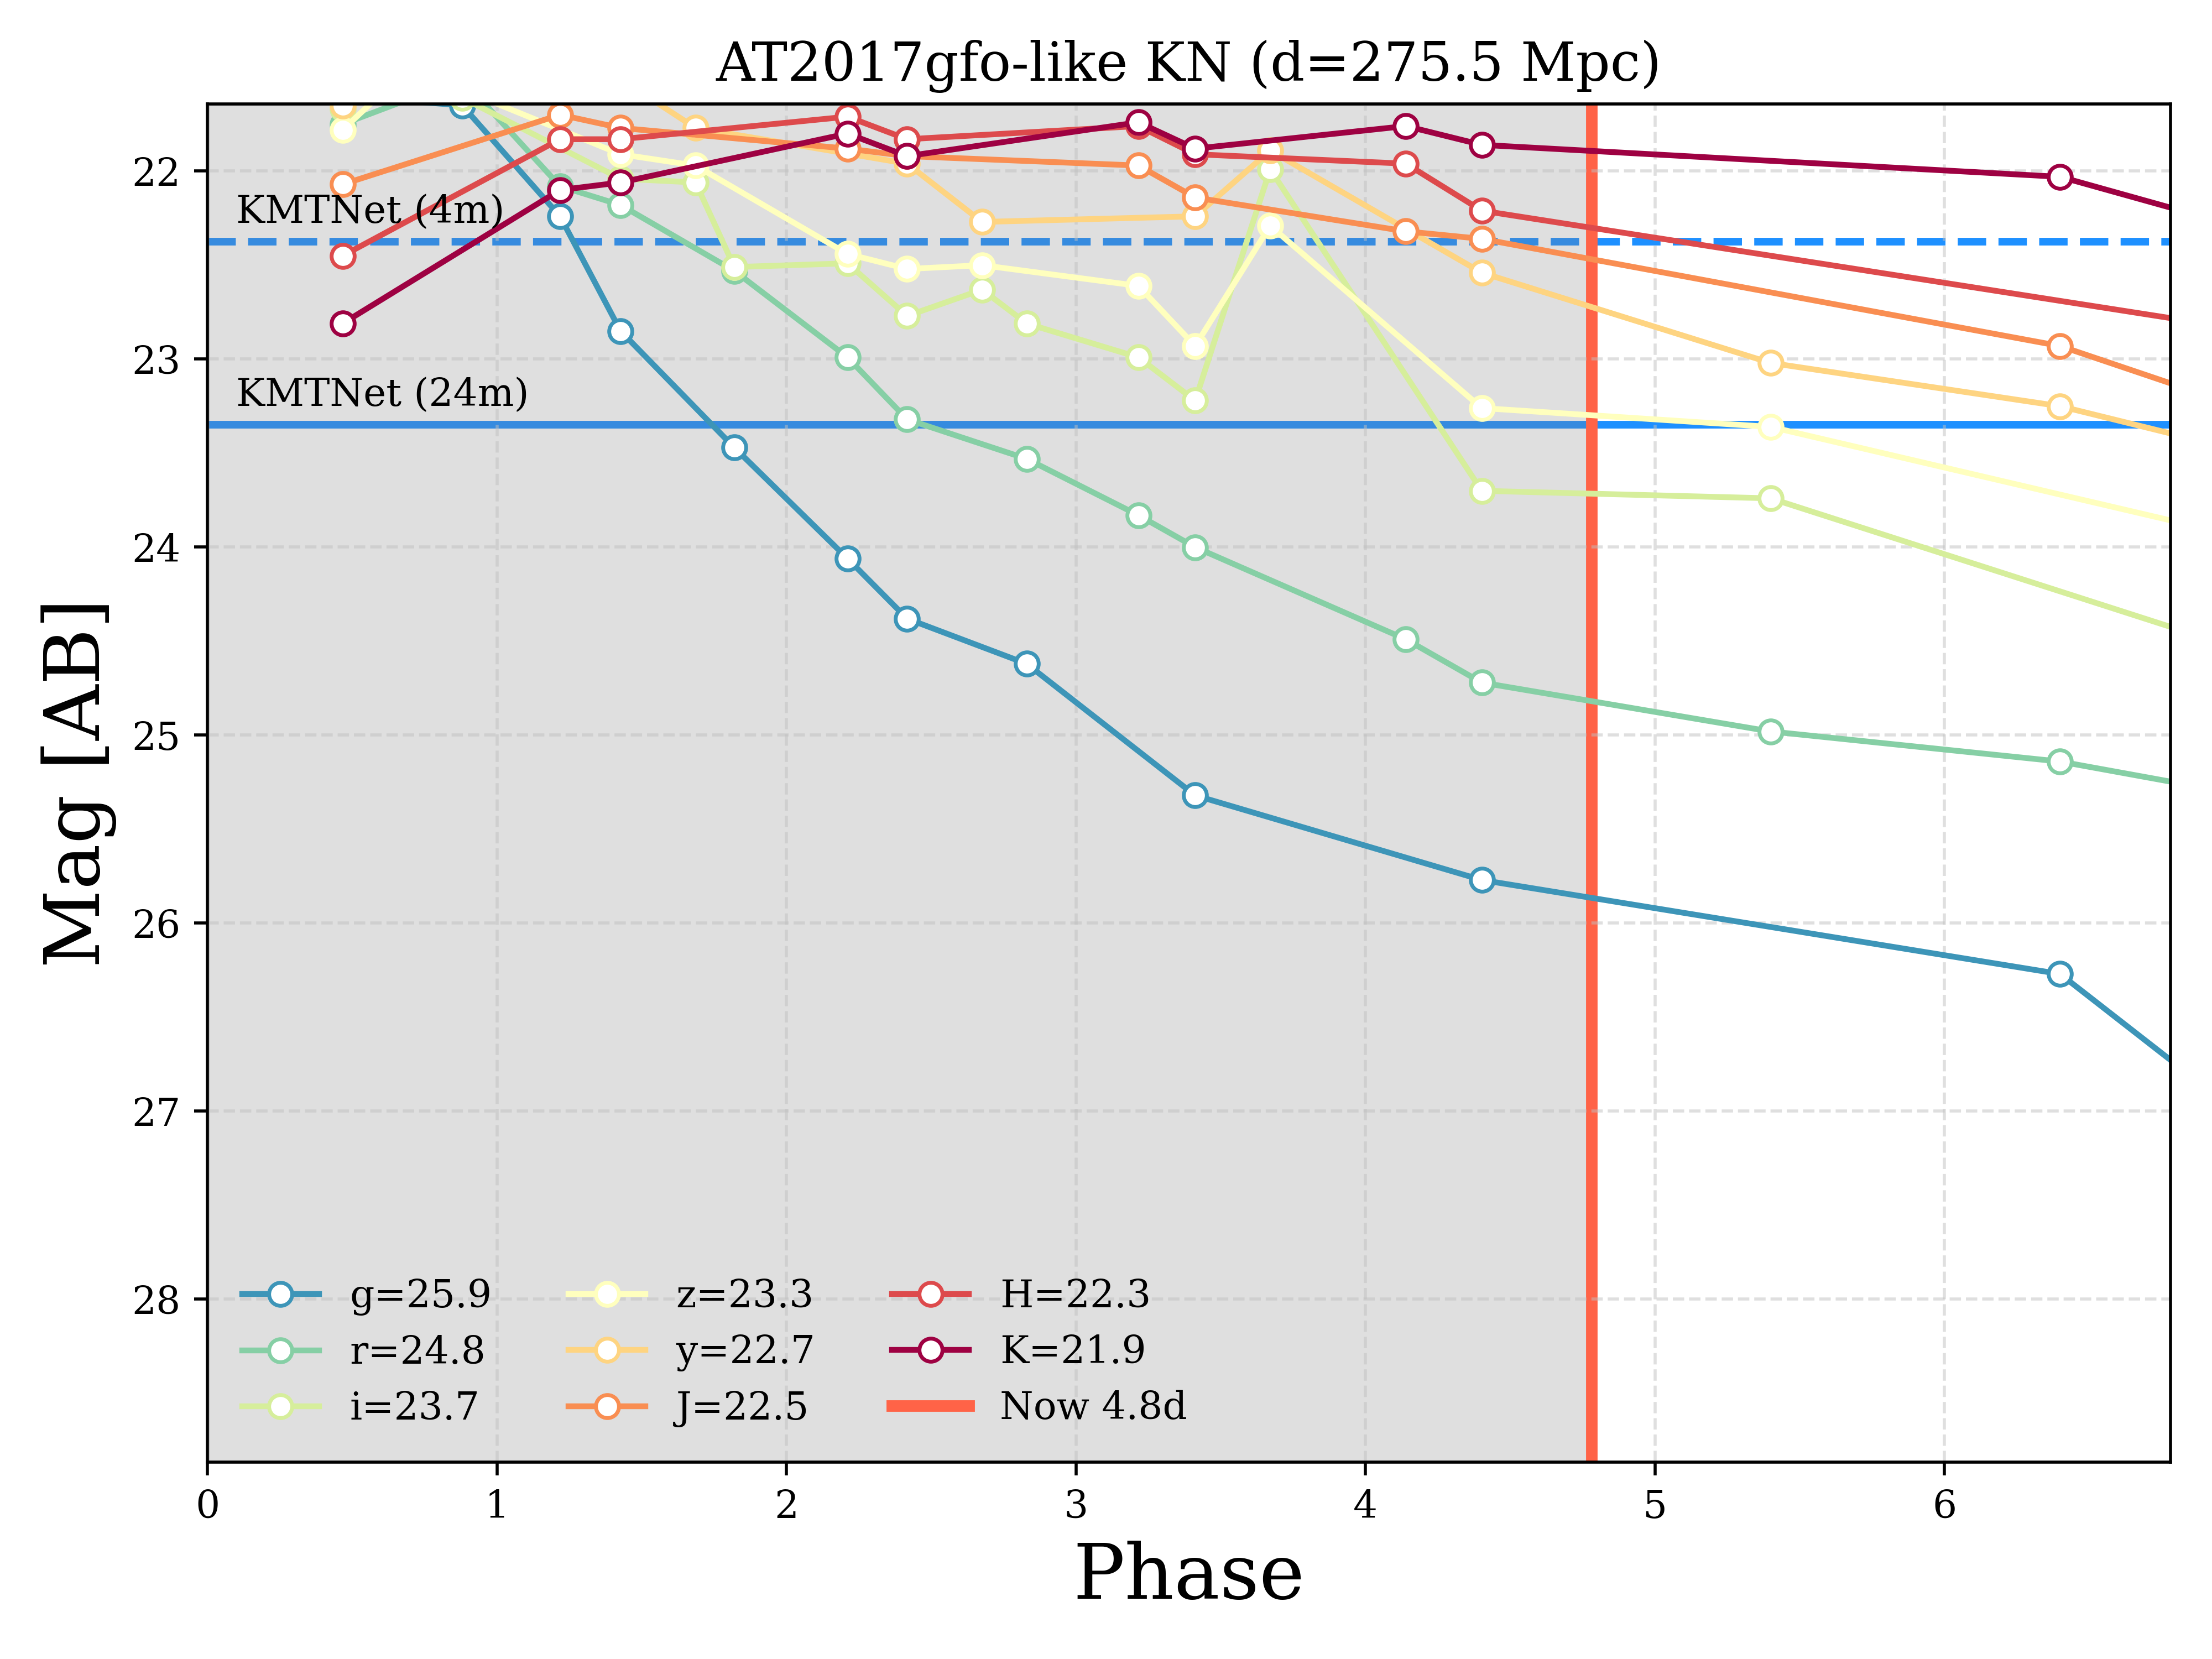 AT2017gfo-like KN (d=275.5 Mpc)
Mag [AB]
22
23
24
25
26
27
28
KMTNet (4m)
KMTNet (24m)
g=25.9
r=24.8
i=23.7
z=23.3
y=22.7
J=22.5
H=22.3
K=21.9
Now 4.8d
0 1 2 3 4 5 6
Phase